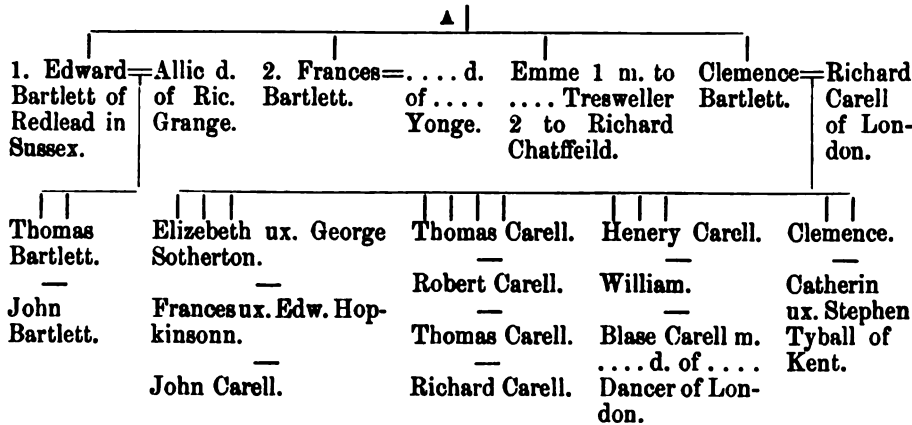 A
1. Edward=Allic d.
Bartlett of of Ric.
Redlead in Grange.
Sussex.
2. Frances=. . . . d.
Bartlett. of . . . .
Yonge.
Emme 1 m. to
. . . . Tresweller
2 to Richard
Chatffeild.
Clemence=Richard
Bartlett. Carell
of Lon-
don.
Thomas
Bartlett.
—
John
Bartlett.
Elizebeth ux. George
Sotherton.
—
Frances ux. Edw. Hop-
kinsonn.
—
John Carell.
Thomas Carell.
—
Robert Carell.
—
Thomas Carell.
—
Richard Carell.
Henery Carell.
—
William.
—
Blase Carell m.
. . . . d. of . . . .
Dancer of Lon-
don.
Clemence.
—
Catherin
ux. Stephen
Tyball of
Kent.